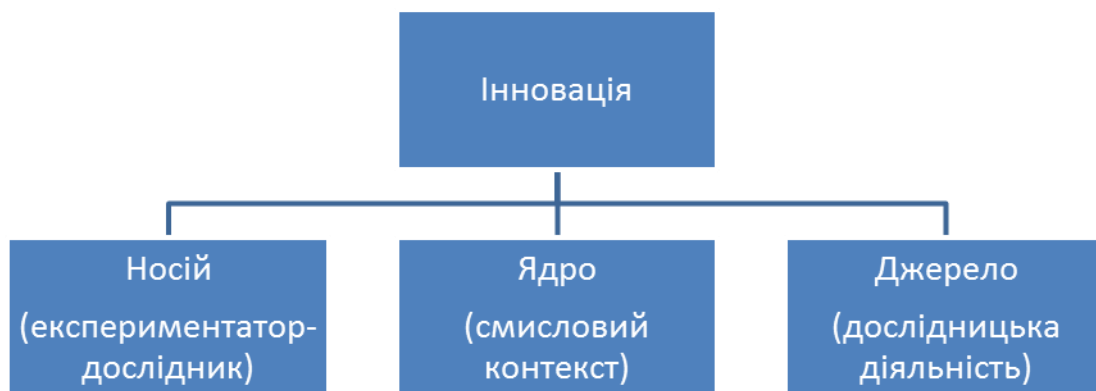 Інновація
Носій
(експериментатор-
дослідник)
Ядро
(смисловий
контекст)
Джерело
(дослідницька
діяльність)